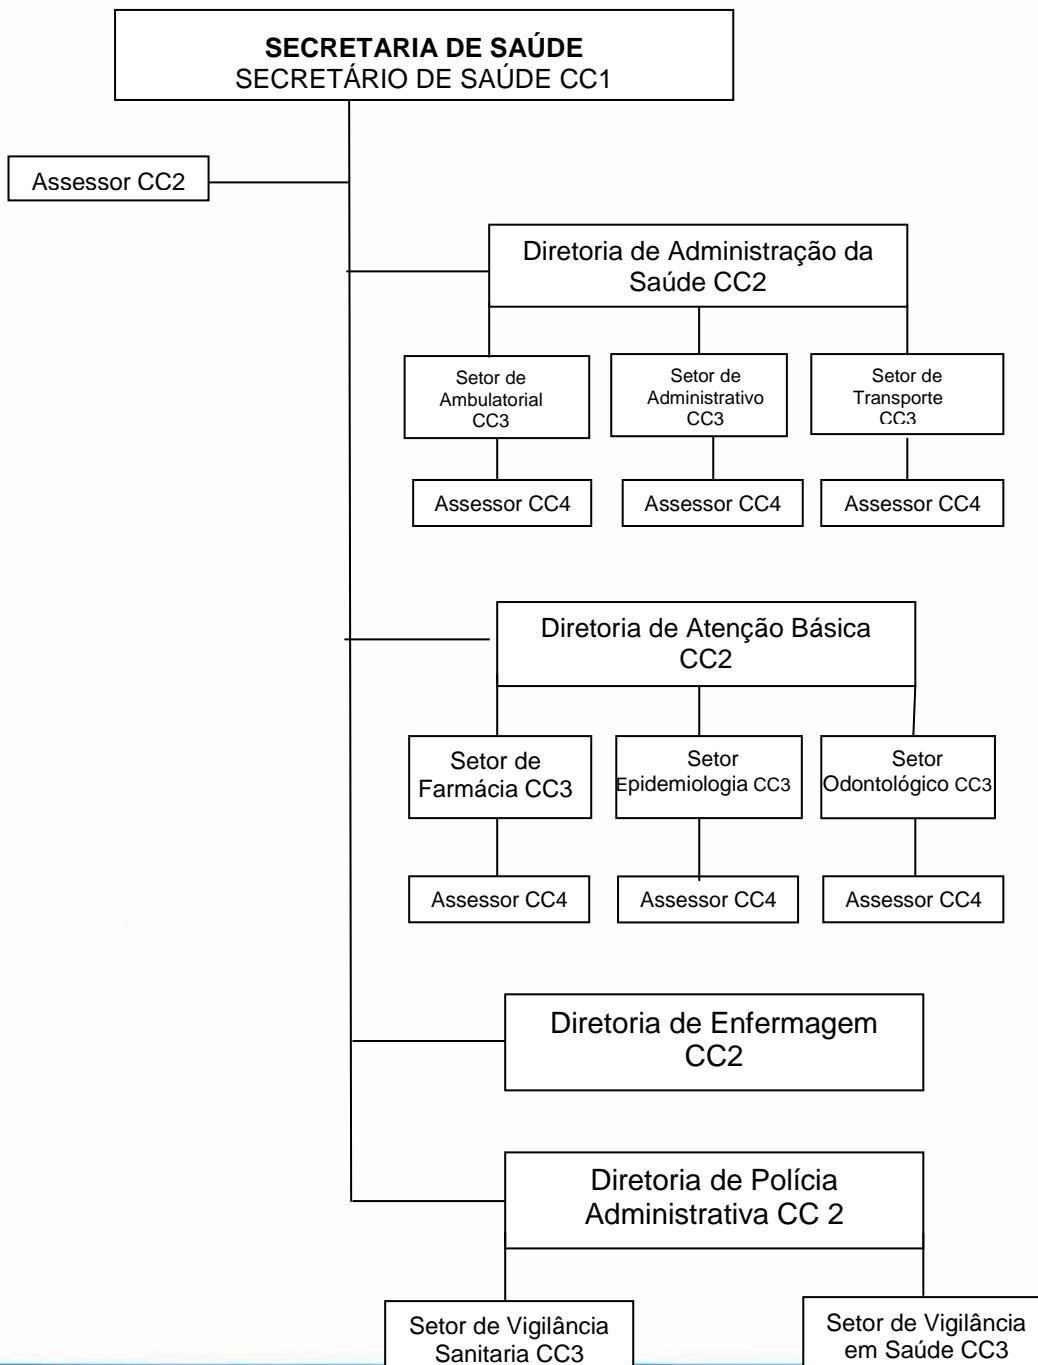 SECRETARIA DE SAÚDE
SECRETÁRIO DE SAÚDE CC1
Assessor CC2
Diretoria de Administração da
Saúde CC2
Setor de
Ambulatorial
CC3
Setor de
Administrativo
CC3
Setor de
Transporte
CC3
Assessor CC4
Assessor CC4
Assessor CC4
Diretoria de Atenção Básica
CC2
Setor de
Farmácia CC3
Setor
Epidemiologia CC3
Setor
Odontológico CC3
Assessor CC4
Assessor CC4
Assessor CC4
Diretoria de Enfermagem
CC2
Diretoria de Polícia
Administrativa CC 2
Setor de Vigilância
Sanitaria CC3
Setor de Vigilância
em Saúde CC3